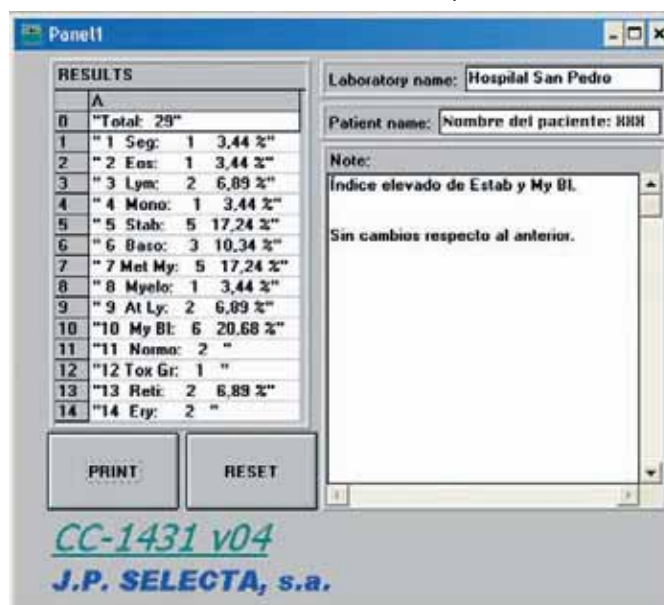 Panel1
RESULTS
A
0 "Total: 29"
1 " 1 Seg: 1 3,44 %"
2 " 2 Eos: 1 3,44 %"
3 " 3 Lym: 2 6,89 %"
4 " 4 Mono: 1 3,44 %"
5 " 5 Stab: 5 17,24 %"
6 " 6 Baso: 3 10,34 %"
7 " 7 Met My: 5 17,24 %"
8 " 8 Myelo: 1 3,44 %"
9 " 9 At Ly: 2 6,89 %"
10 "10 My Bl: 6 20,68 %"
11 "11 Normo: 2 "
12 "12 Tox Gr: 1 "
13 "13 Reti: 2 6,89 %"
14 "14 Ery: 2 "
PRINT
RESET
Laboratory name: Hospital San Pedro
Patient name: Nombre del paciente: XXX
Note:
Índice elevado de Estab y My Bl.
Sin cambios respecto al anterior.
CC-1431 v04
J.P. SELECTA, s.a.